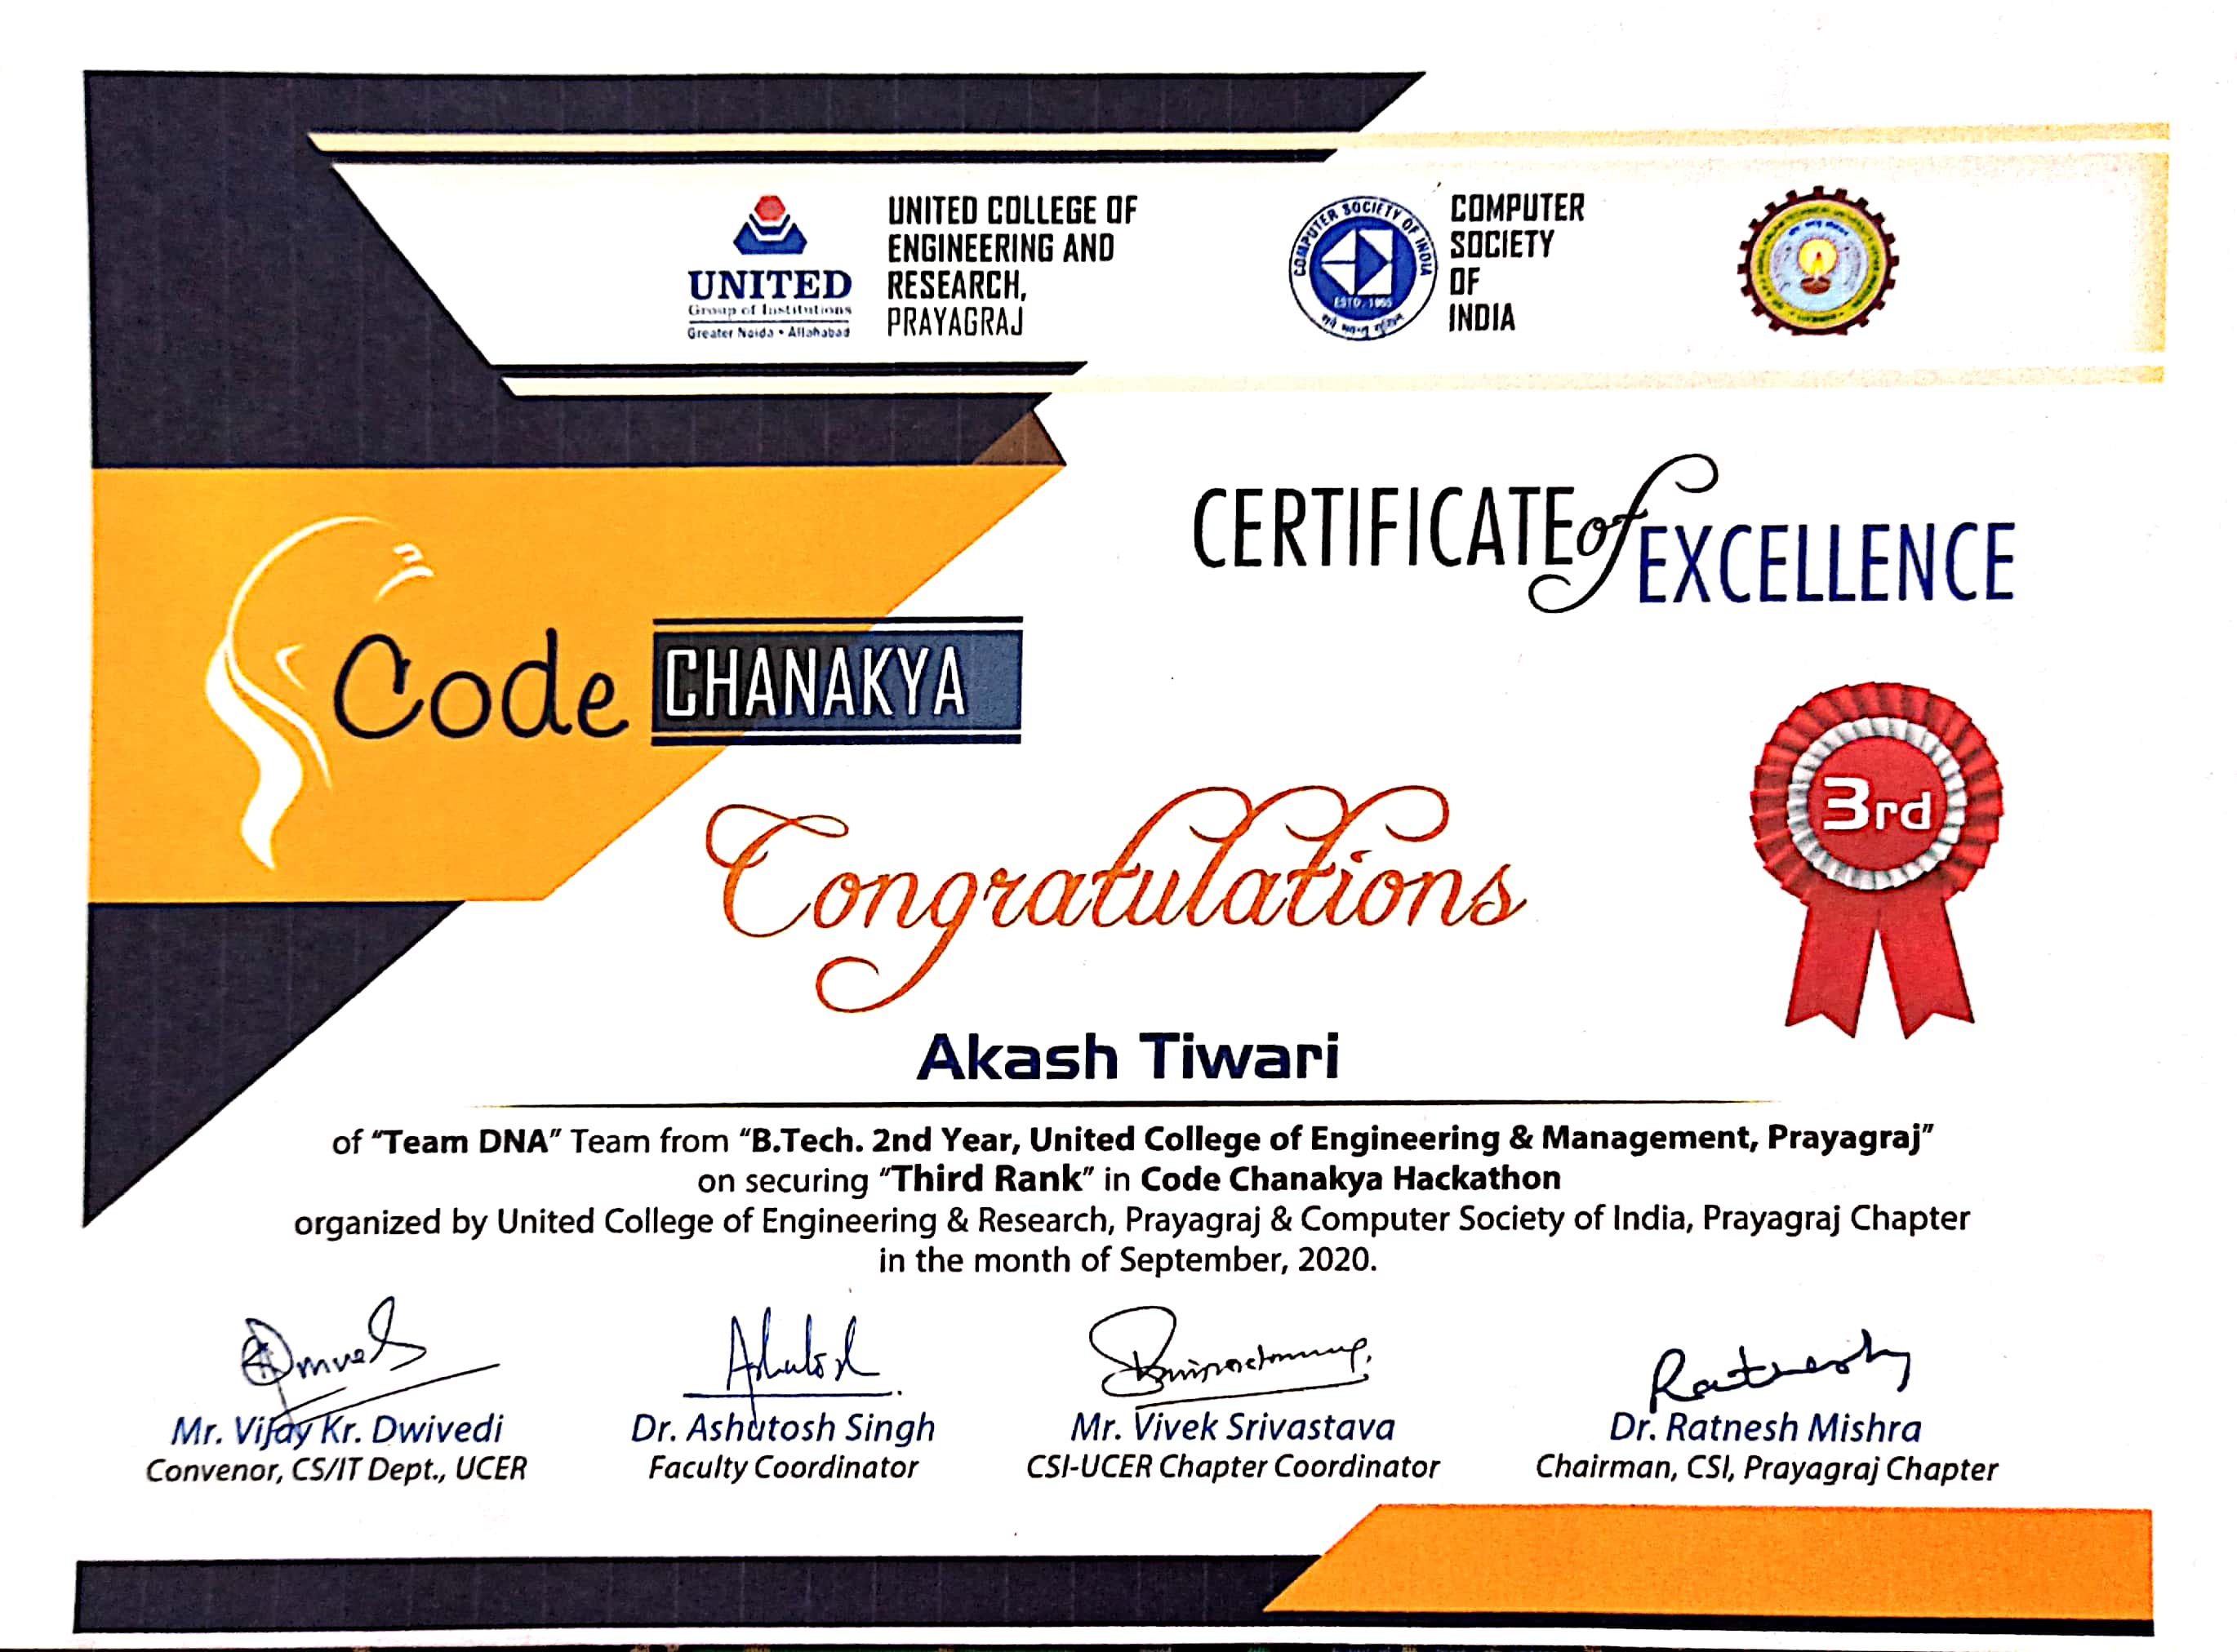 UNITED
Group of Institutions
Greater Noida • Allahabad
UNITED COLLEGE OF
ENGINEERING AND
RESEARCH,
PRAYAGRAJ
COMPUTER SOCIETY OF INDIA
ESTD. 1965
COMPUTER
SOCIETY
OF
INDIA
CERTIFICATE of EXCELLENCE
Code CHANAKYA
3rd
Congratulations
Akash Tiwari
of “Team DNA” Team from “B.Tech. 2nd Year, United College of Engineering & Management, Prayagraj”
on securing “Third Rank” in Code Chanakya Hackathon
organized by United College of Engineering & Research, Prayagraj & Computer Society of India, Prayagraj Chapter
in the month of September, 2020.
Ashutosh
Ratnesh
Mr. Vijay Kr. Dwivedi
Dr. Ashutosh Singh
Mr. Vivek Srivastava
Dr. Ratnesh Mishra
Convenor, CS/IT Dept., UCER
Faculty Coordinator
CSI-UCER Chapter Coordinator
Chairman, CSI, Prayagraj Chapter